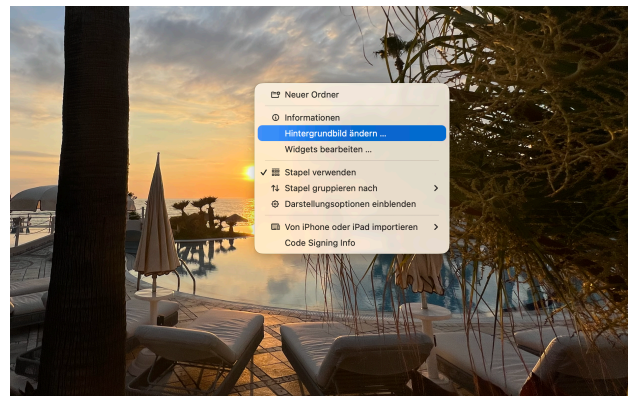 Neuer Ordner
Informationen
Hintergrundbild ändern ...
Widgets bearbeiten ...
Stapel verwenden
Stapel gruppieren nach
Darstellungsoptionen einblenden
Von iPhone oder iPad importieren
Code Signing Info